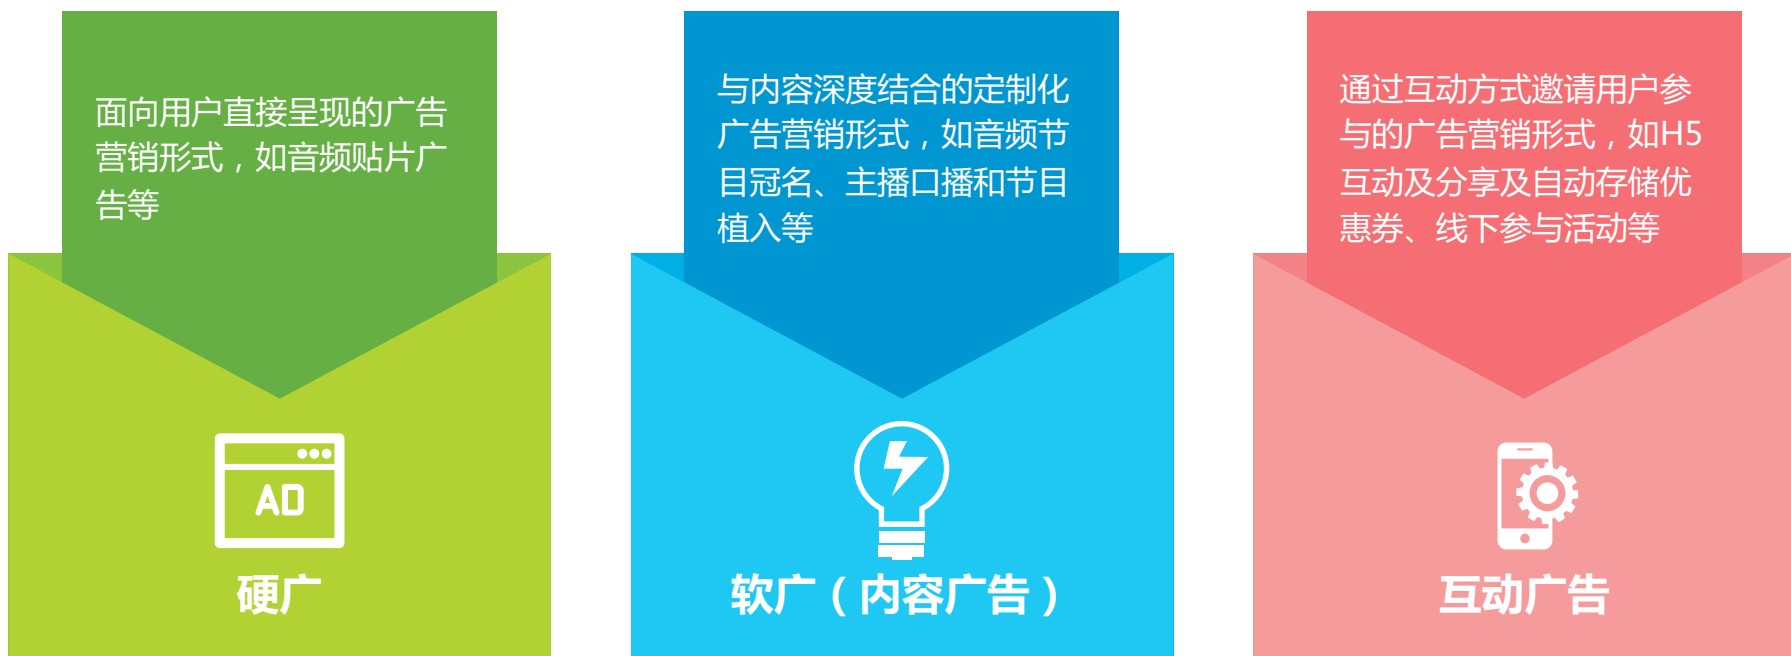 面向用户直接呈现的广告
营销形式，如音频贴片广
告等
AD
硬广
与内容深度结合的定制化
广告营销形式，如音频节
目冠名、主播口播和节目
植入等
软广（内容广告）
通过互动方式邀请用户参
与的广告营销形式，如H5
互动及分享及自动存储优
惠券、线下参与活动等
互动广告